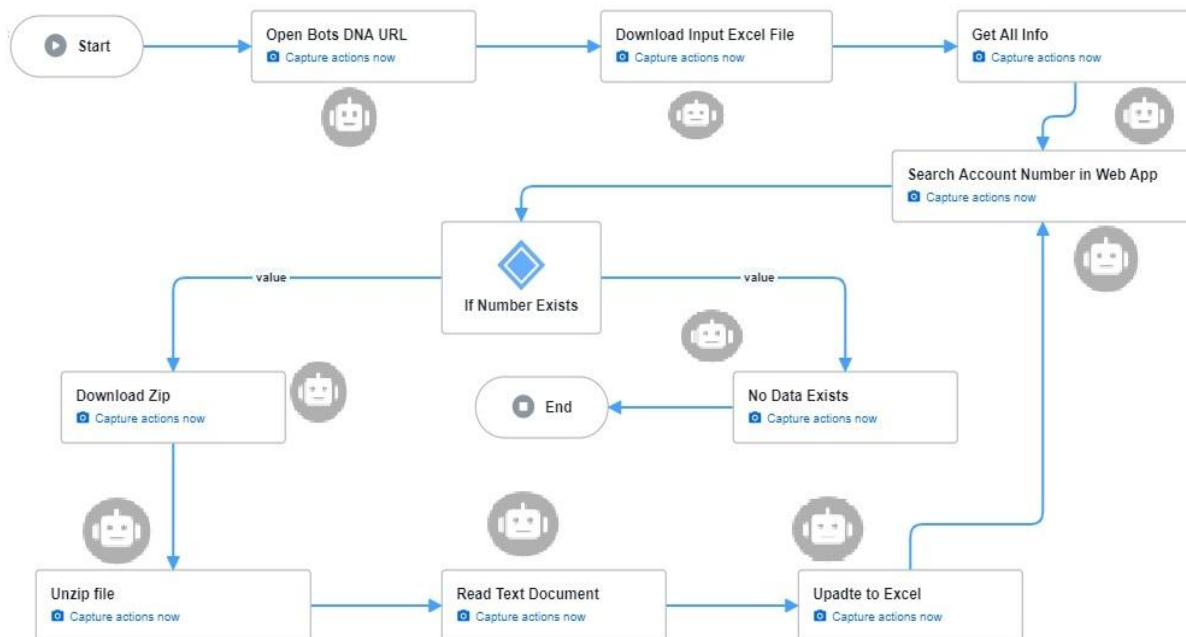 Start
Open Bots DNA URL
Capture actions now
Download Input Excel File
Capture actions now
Get All Info
Capture actions now
Search Account Number in Web App
Capture actions now
If Number Exists
value
value
Download Zip
Capture actions now
No Data Exists
Capture actions now
End
Unzip file
Capture actions now
Read Text Document
Capture actions now
Upadte to Excel
Capture actions now